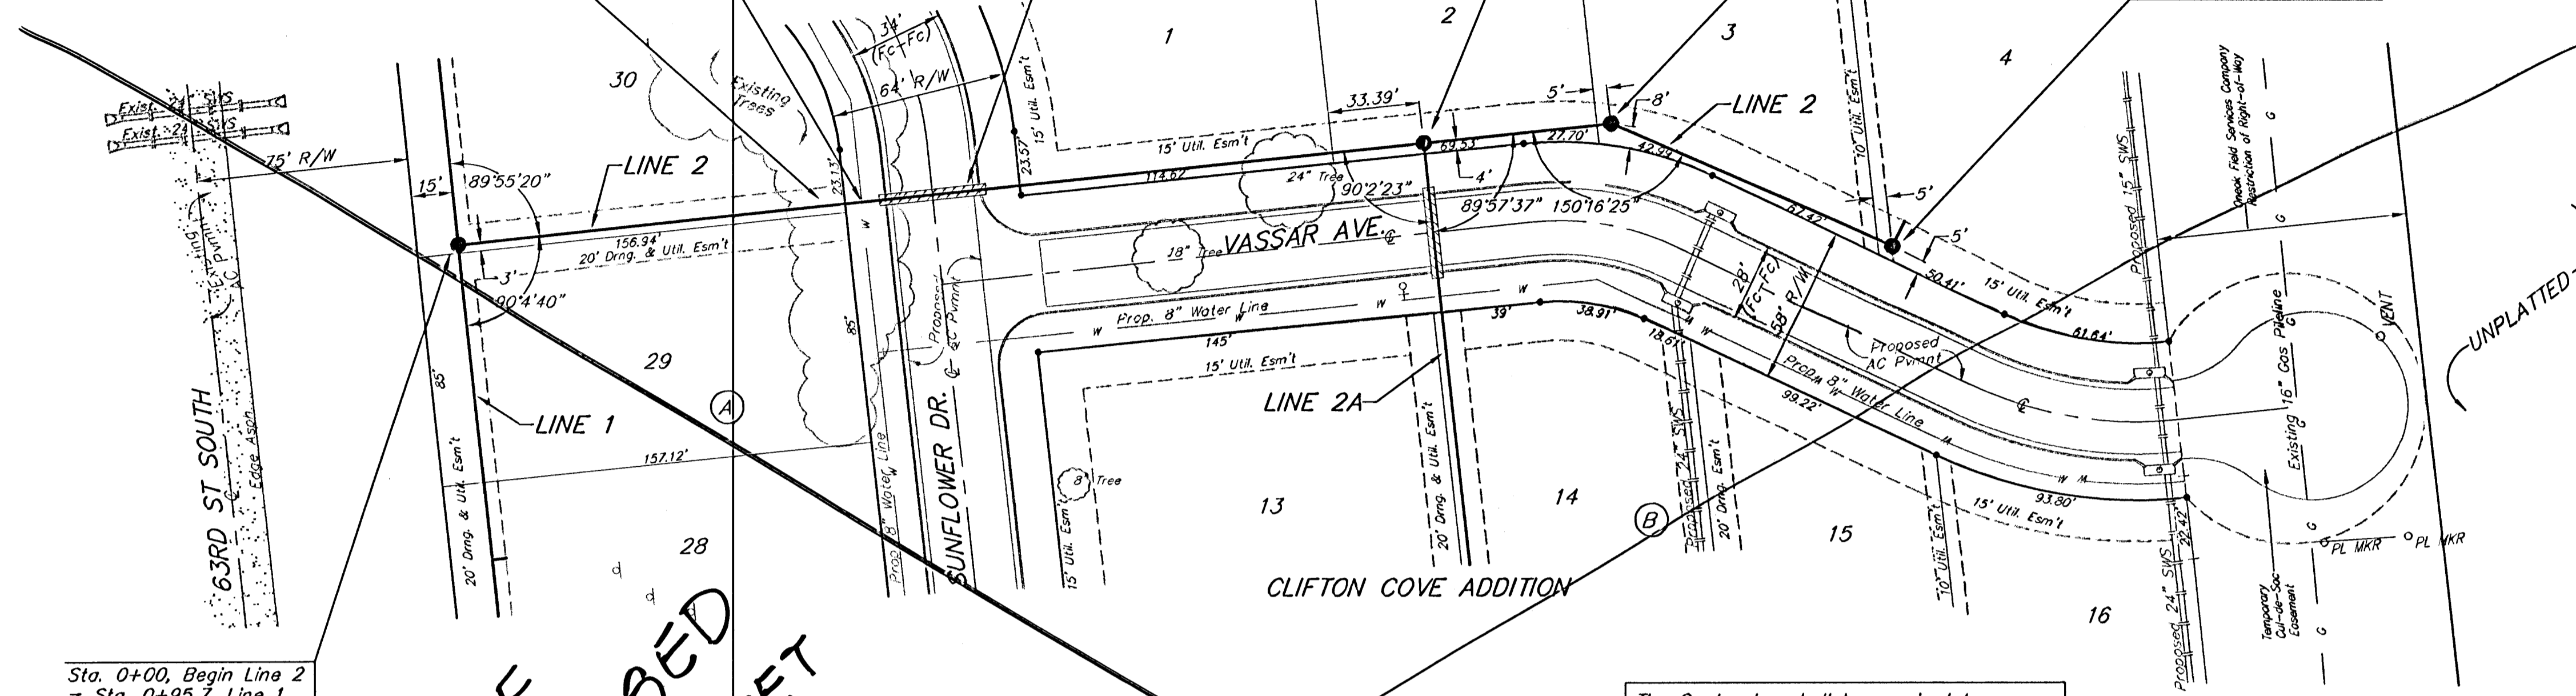 34'
(Fc-Fc)
64' R/W
30
Existing
Trees
1
2
3
4
Exist. 24" SWS
Exist. 24" SWS
75' R/W
15'
89°55'20"
LINE 2
23.13'
23.57'
15' Util. Esm't
15' Util. Esm't
33.39'
5'
8'
LINE 2
10' Util. Esm't
Proposed 15" SWS
Oneok Field Services Company
Restriction of Right-of-Way
G
114.62'
24" Tree
69.53'
27.70'
42.99'
4'
90°2'23"
89°57'37"
150°16'25"
67.42'
5'
5'
156.94'
20' Drng. & Util. Esm't
3'
90°4'40"
18" Tree
VASSAR AVE.
28'
(Fc-Fc)
58' R/W
50.41'
15' Util. Esm't
61.64'
VENT
UNPLATTED
Existing
AC Pvmnt
85'
85'
Proposed
AC Pvmnt
W
Prop. 8" Water Line
W
W
W
145'
39'
38.91'
18.61'
15' Util. Esm't
Proposed
AC Pvmnt
Prop. 8" Water Line
99.22'
Existing 16" Gas Pipeline
29
A
LINE 1
LINE 2A
157.12'
63RD ST SOUTH
Edge Asph.
20' Drng. & Util. Esm't
28
Prop. 8" Water Line
SUNFLOWER DR.
8" Tree
15' Util. Esm't
13
20' Drng. & Util. Esm't
14
Proposed 24" SWS
20' Drng. Esm't
B
15
10' Util. Esm't
93.80'
15' Util. Esm't
22.42'
16
Proposed 24" SWS
Temporary
Cul-de-Sac
Easement
G
PL MKR
PL MKR
CLIFTON COVE ADDITION
Sta. 0+00, Begin Line 2
= Sta. 0+95.7, Line 1